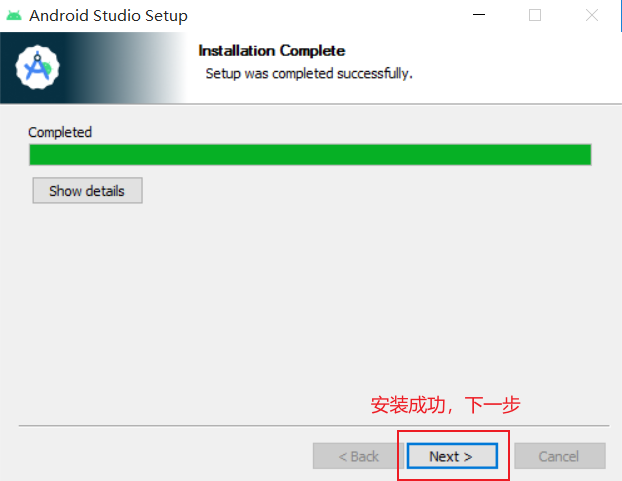 Android Studio Setup
Installation Complete
Setup was completed successfully.
Completed
Show details
安装成功，下一步
< Back
Next >
Cancel